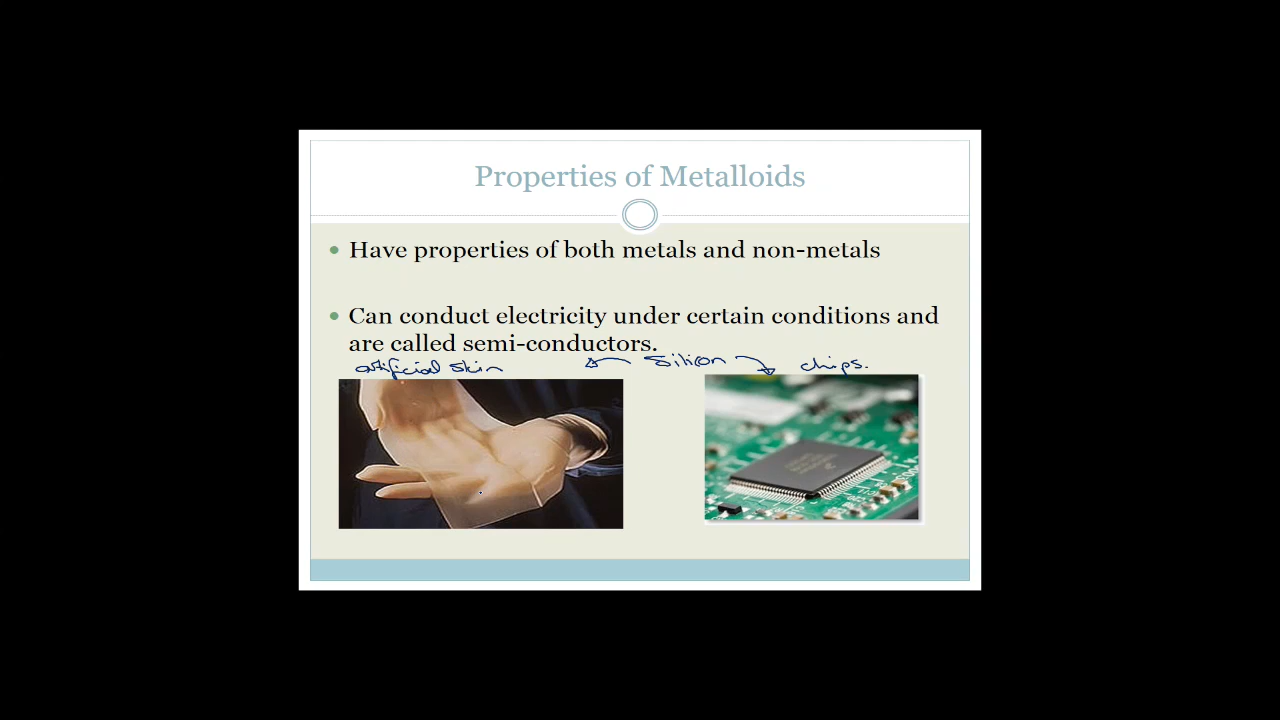 Properties of Metalloids
Have properties of both metals and non-metals
Can conduct electricity under certain conditions and
are called semi-conductors.
artificial skin silicon chips.